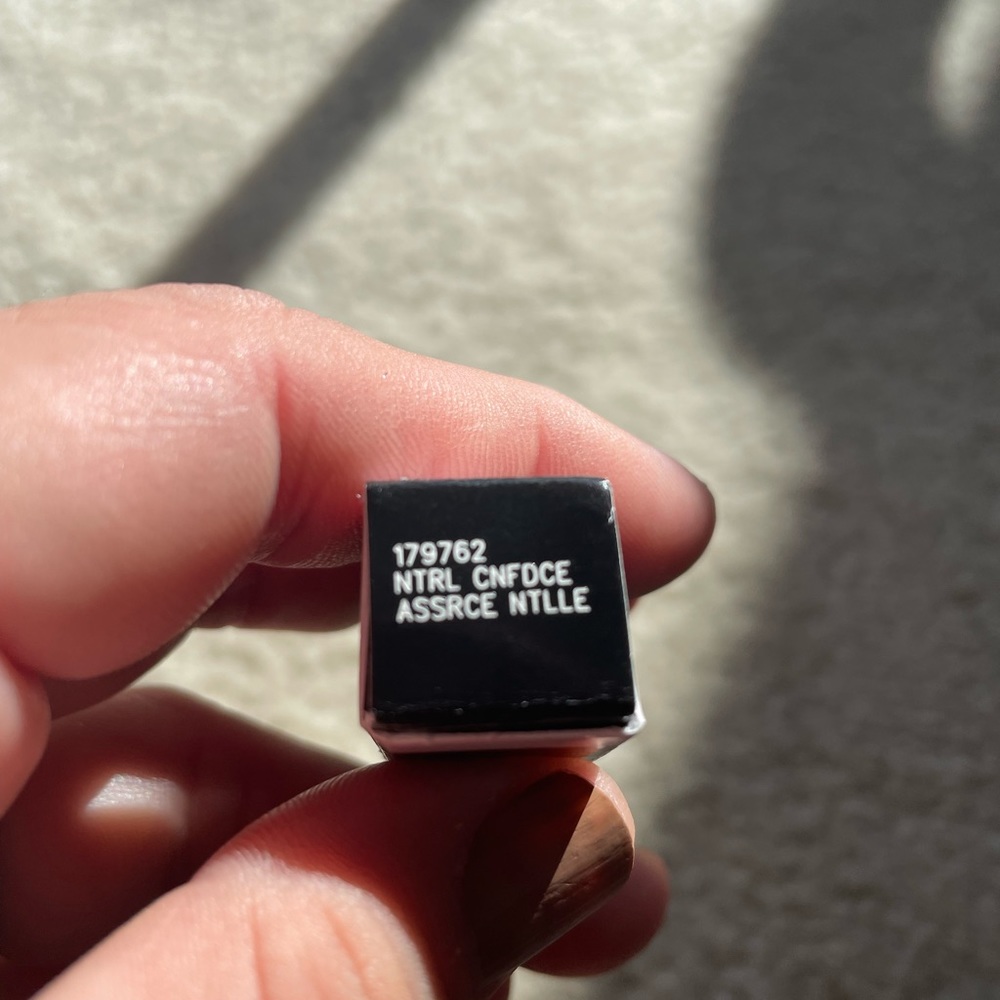 179762
NTRL CNFDCE
ASSRCE NTLLE